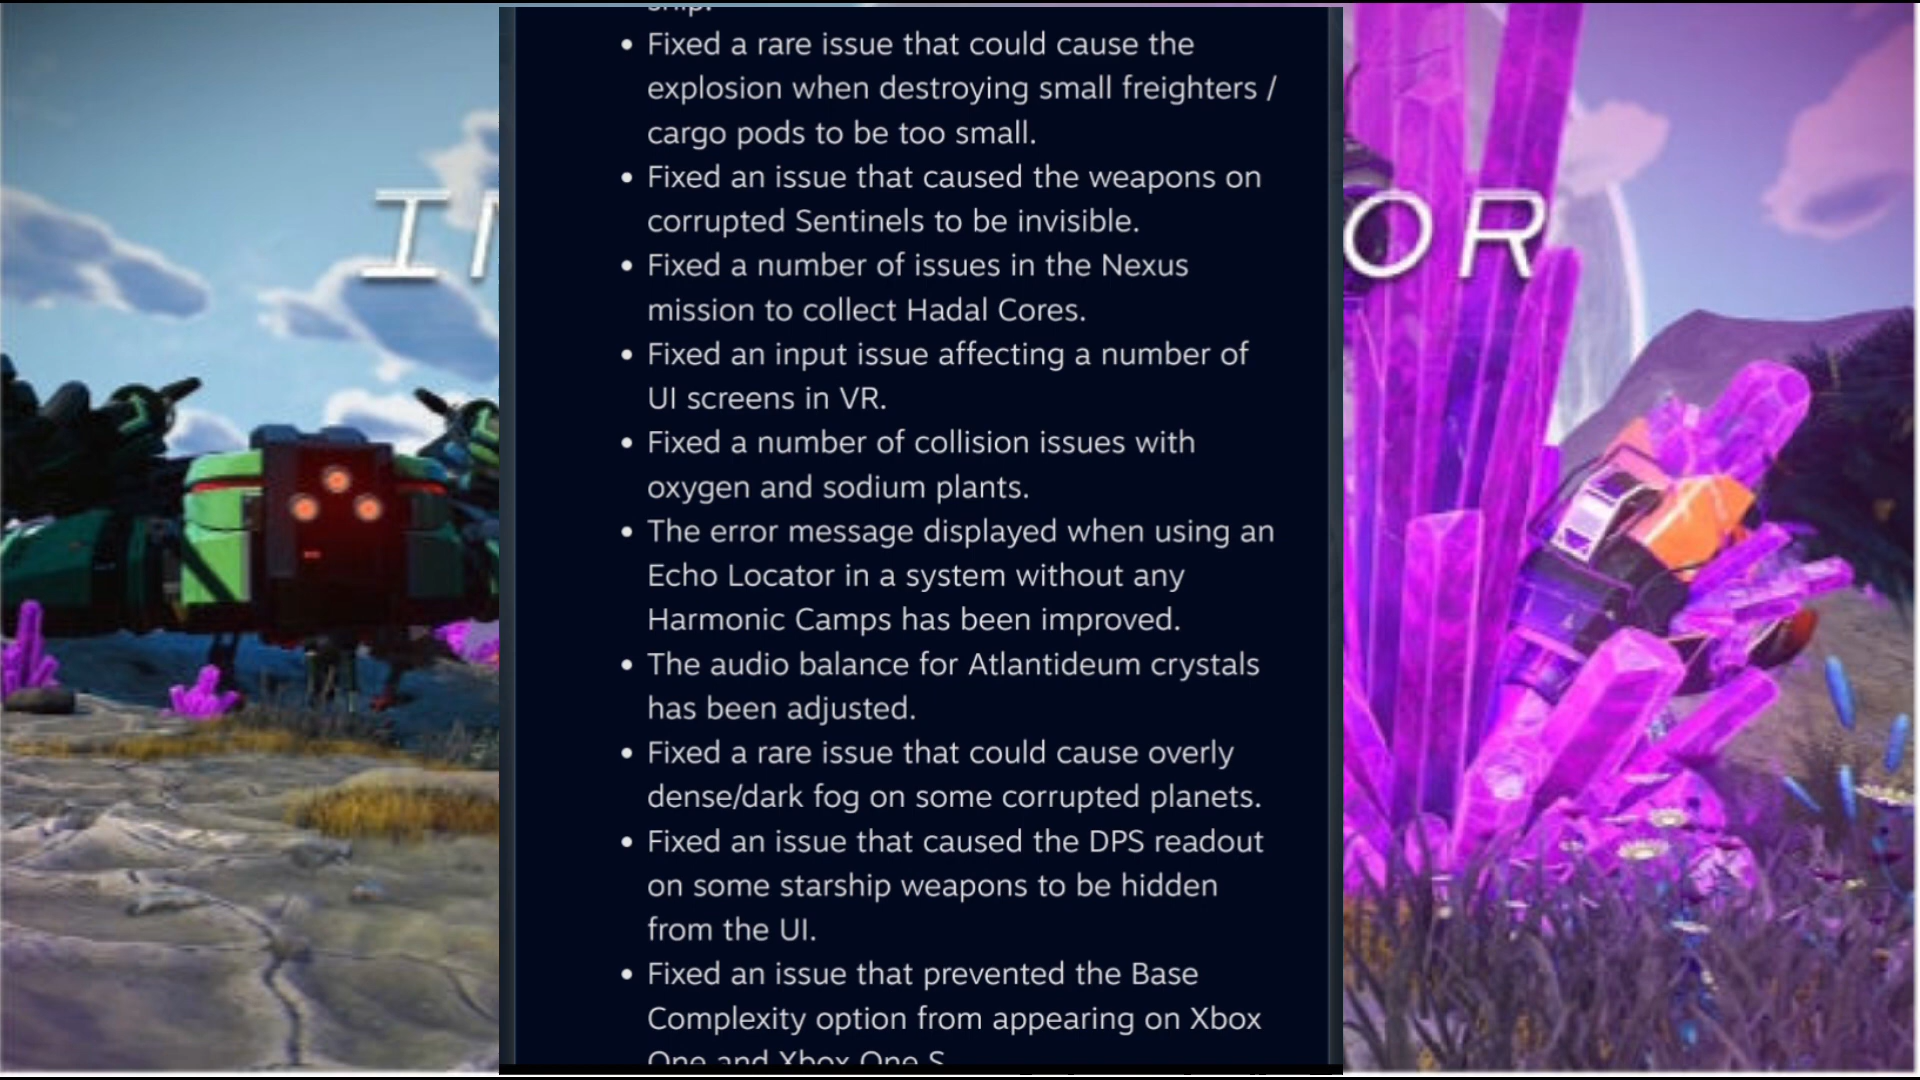 ship.
• Fixed a rare issue that could cause the
explosion when destroying small freighters /
cargo pods to be too small.
• Fixed an issue that caused the weapons on
corrupted Sentinels to be invisible.
• Fixed a number of issues in the Nexus
mission to collect Hadal Cores.
• Fixed an input issue affecting a number of
UI screens in VR.
• Fixed a number of collision issues with
oxygen and sodium plants.
• The error message displayed when using an
Echo Locator in a system without any
Harmonic Camps has been improved.
• The audio balance for Atlantideum crystals
has been adjusted.
• Fixed a rare issue that could cause overly
dense/dark fog on some corrupted planets.
• Fixed an issue that caused the DPS readout
on some starship weapons to be hidden
from the UI.
• Fixed an issue that prevented the Base
Complexity option from appearing on Xbox
One and Xbox One S
I
OR